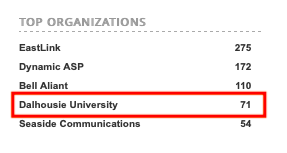 TOP ORGANIZATIONS
EastLink 275
Dynamic ASP 172
Bell Aliant 110
Dalhousie University 71
Seaside Communications 54